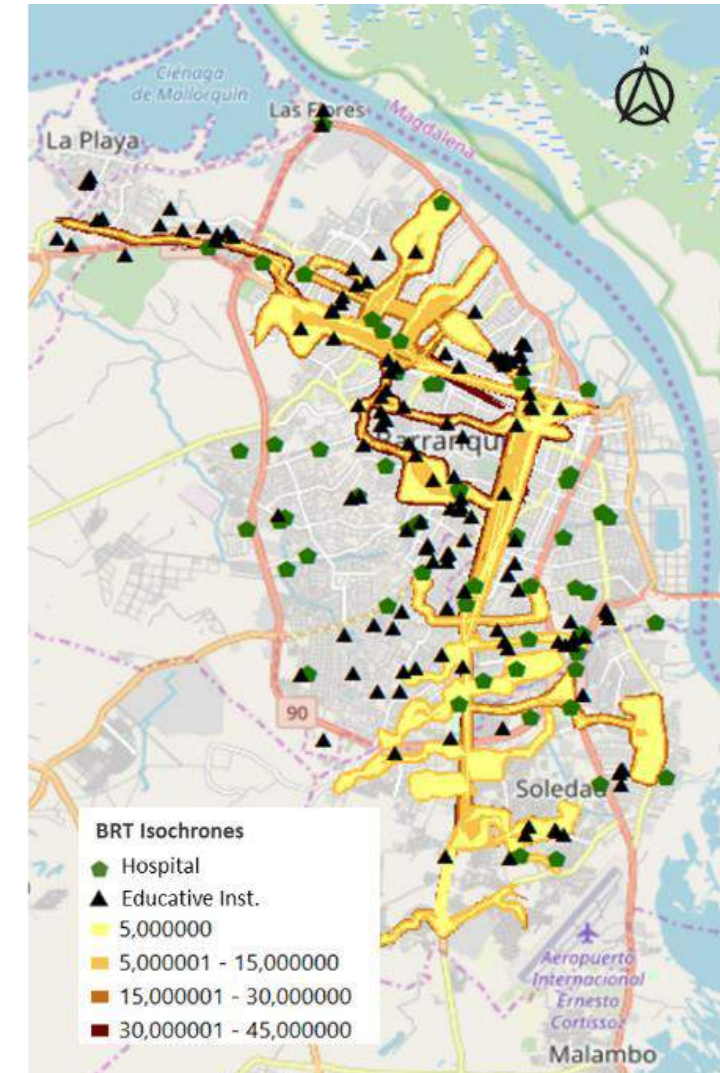 N
Ciénaga
de Mallorquín
Las Flores
Magdalena
La Playa
Barranqu
90
Soledad
BRT Isochrones
Hospital
Educative Inst.
5,000000
5,000001 - 15,000000
15,000001 - 30,000000
30,000001 - 45,000000
Aeropuerto
Internacional
Ernesto
Cortissoz
Malambo